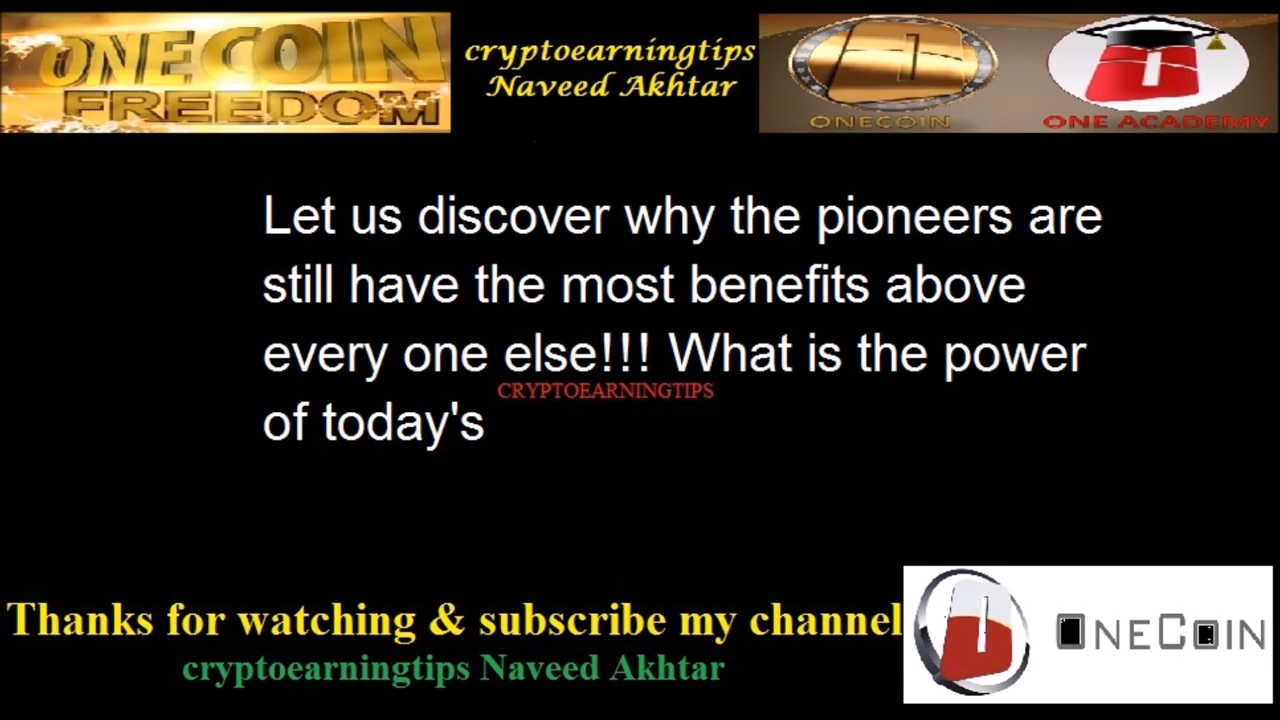 ONE COIN
FREEDOM
cryptoearningtips
Naveed Akhtar
ONECOIN
ONE ACADEMY
Let us discover why the pioneers are
still have the most benefits above
every one else!!! What is the power
CRYPTOEARNINGTIPS
of today's
Thanks for watching & subscribe my channel
cryptoearningtips Naveed Akhtar
ONECOIN